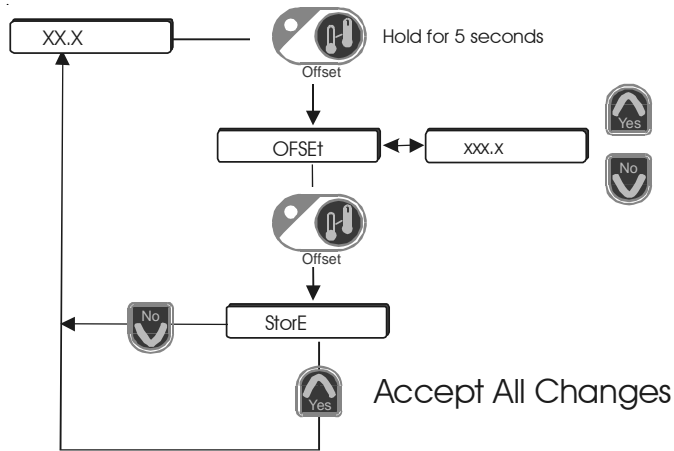 XX.X
Hold for 5 seconds
Offset
OFSEt
xxx.x
Yes
No
Offset
StorE
No
Yes
Accept All Changes